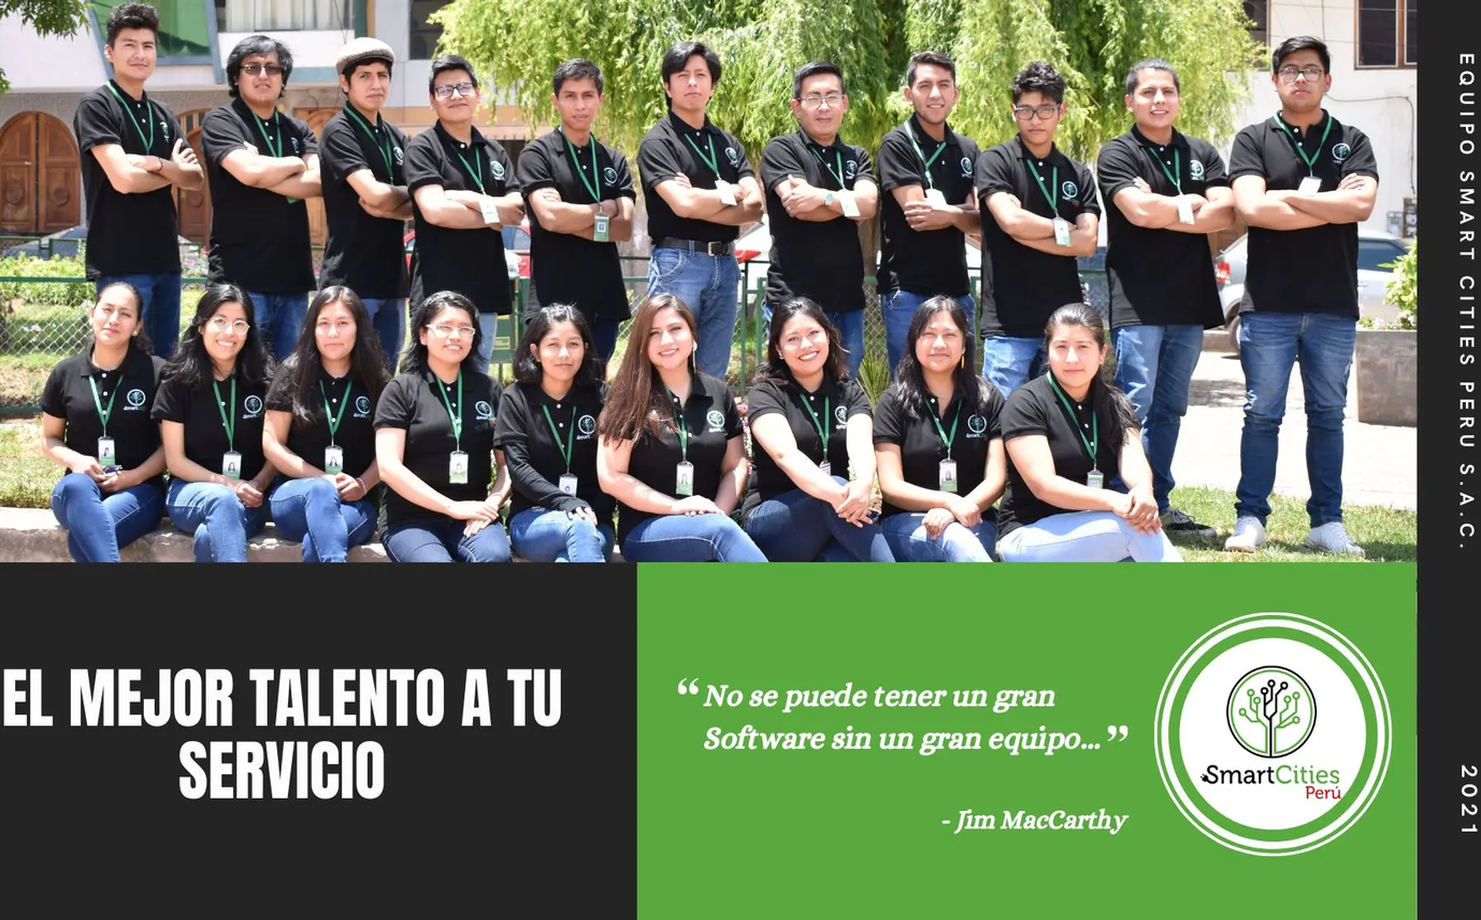 EQUIPO SMART CITIES PERU S.A.C.
2021
EL MEJOR TALENTO A TU
SERVICIO
“No se puede tener un gran
Software sin un gran equipo...”
- Jim MacCarthy
SmartCities
Perú